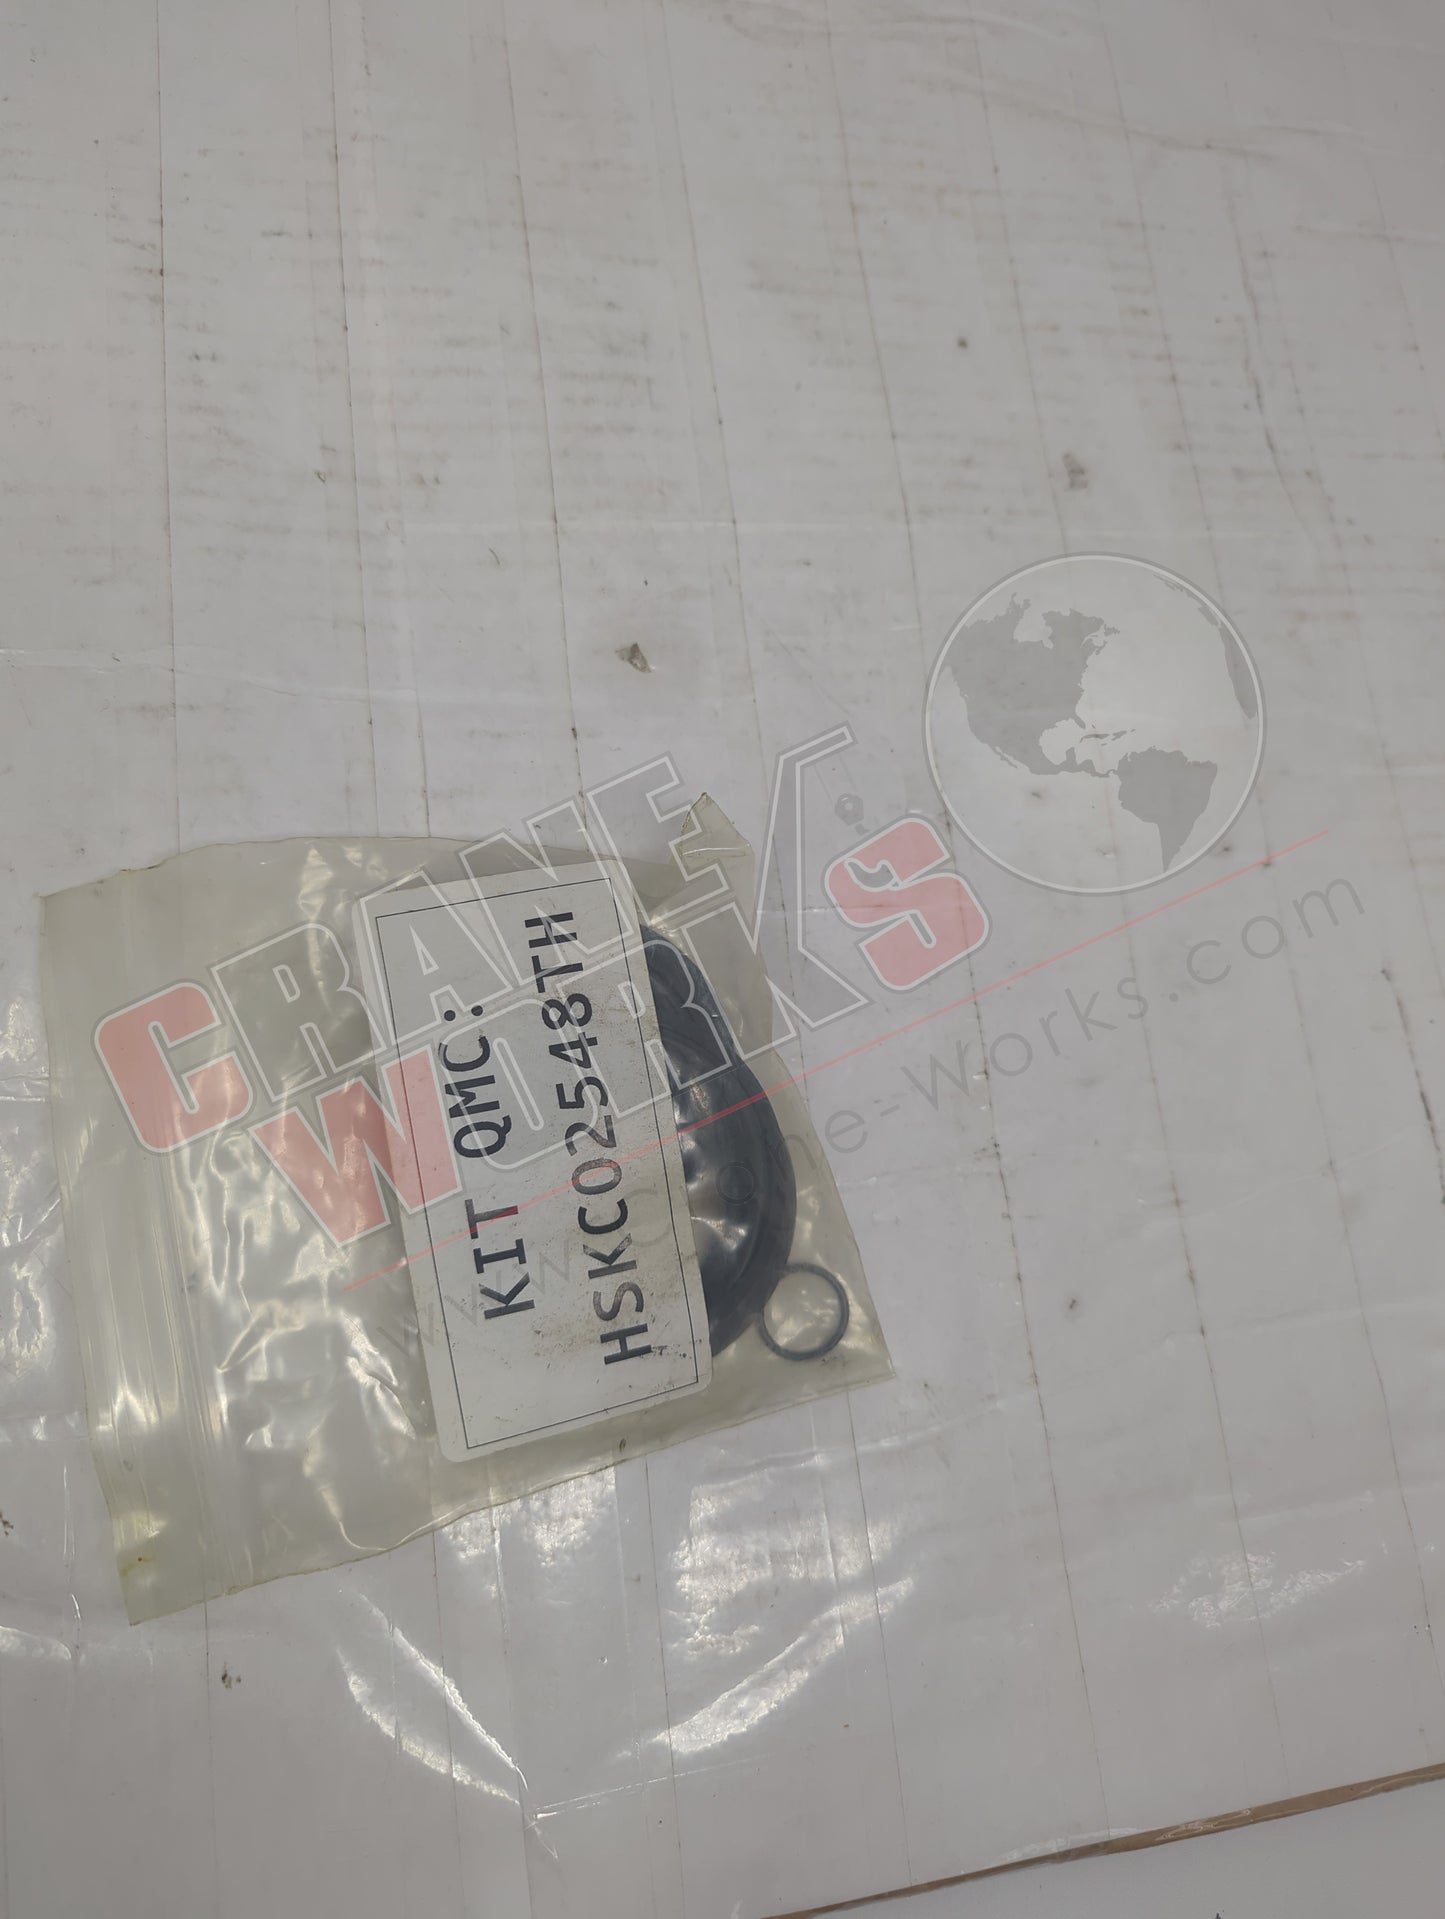 KIT QMC:
HSKC02548TH
CRANE
WORKS
www.crane-works.com